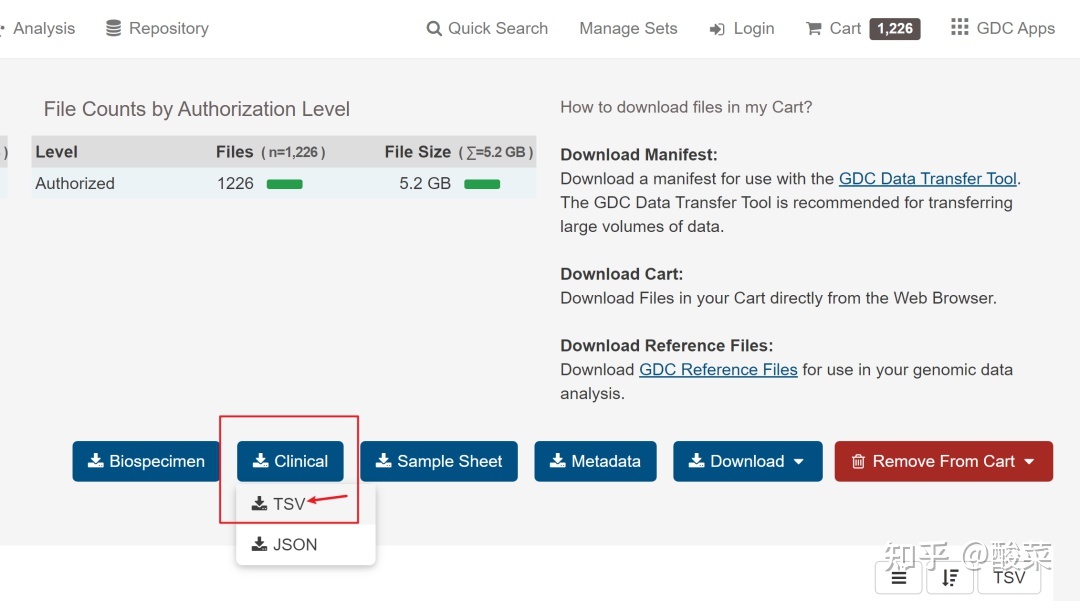 Analysis Repository Quick Search Manage Sets Login Cart 1,226 GDC Apps
File Counts by Authorization Level
) Level Files ( n=1,226 ) File Size ( ∑=5.2 GB )
Authorized 1226 5.2 GB
How to download files in my Cart?
Download Manifest:
Download a manifest for use with the GDC Data Transfer Tool.
The GDC Data Transfer Tool is recommended for transferring
large volumes of data.
Download Cart:
Download Files in your Cart directly from the Web Browser.
Download Reference Files:
Download GDC Reference Files for use in your genomic data
analysis.
Biospecimen Clinical Sample Sheet Metadata Download Remove From Cart
TSV
JSON
知乎 @酸菜
TSV